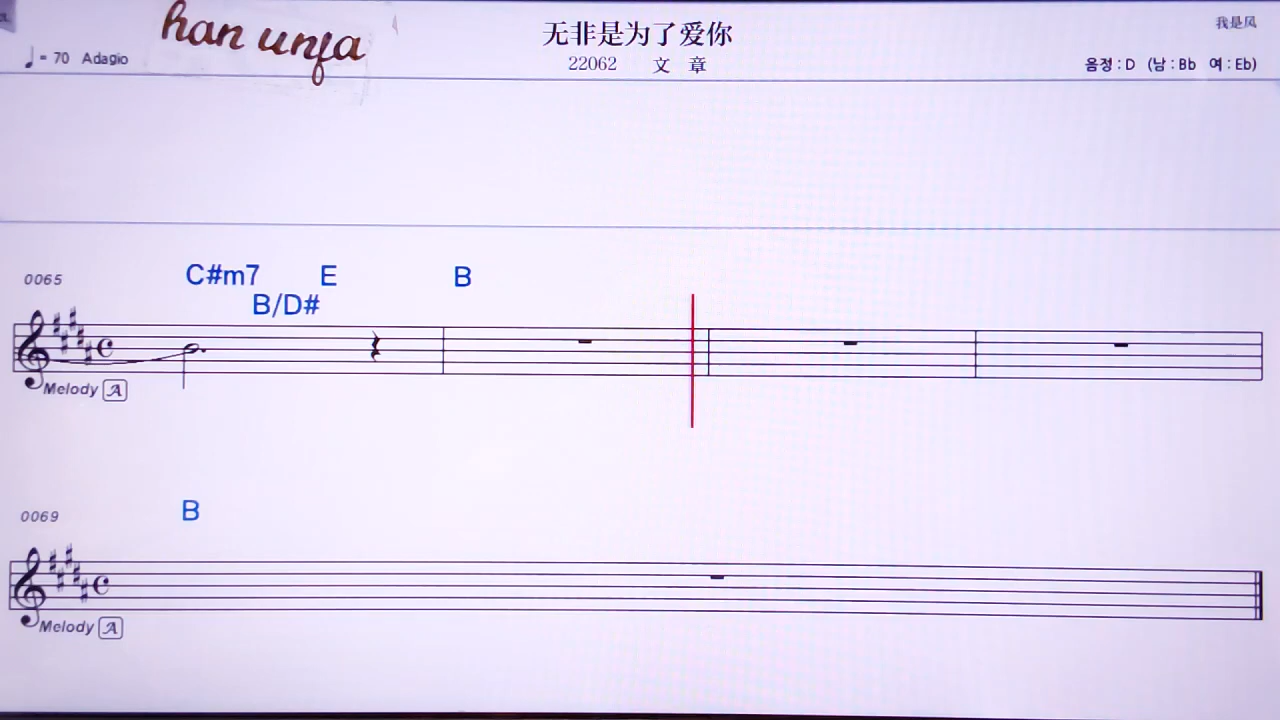 han unfa
无非是为了爱你
我是风
♩= 70 Adagio
22062 文 章
음정 : D (남 : Bb 여 : Eb)
0065
C#m7 E B
B/D#
Melody A
0069
B
Melody A